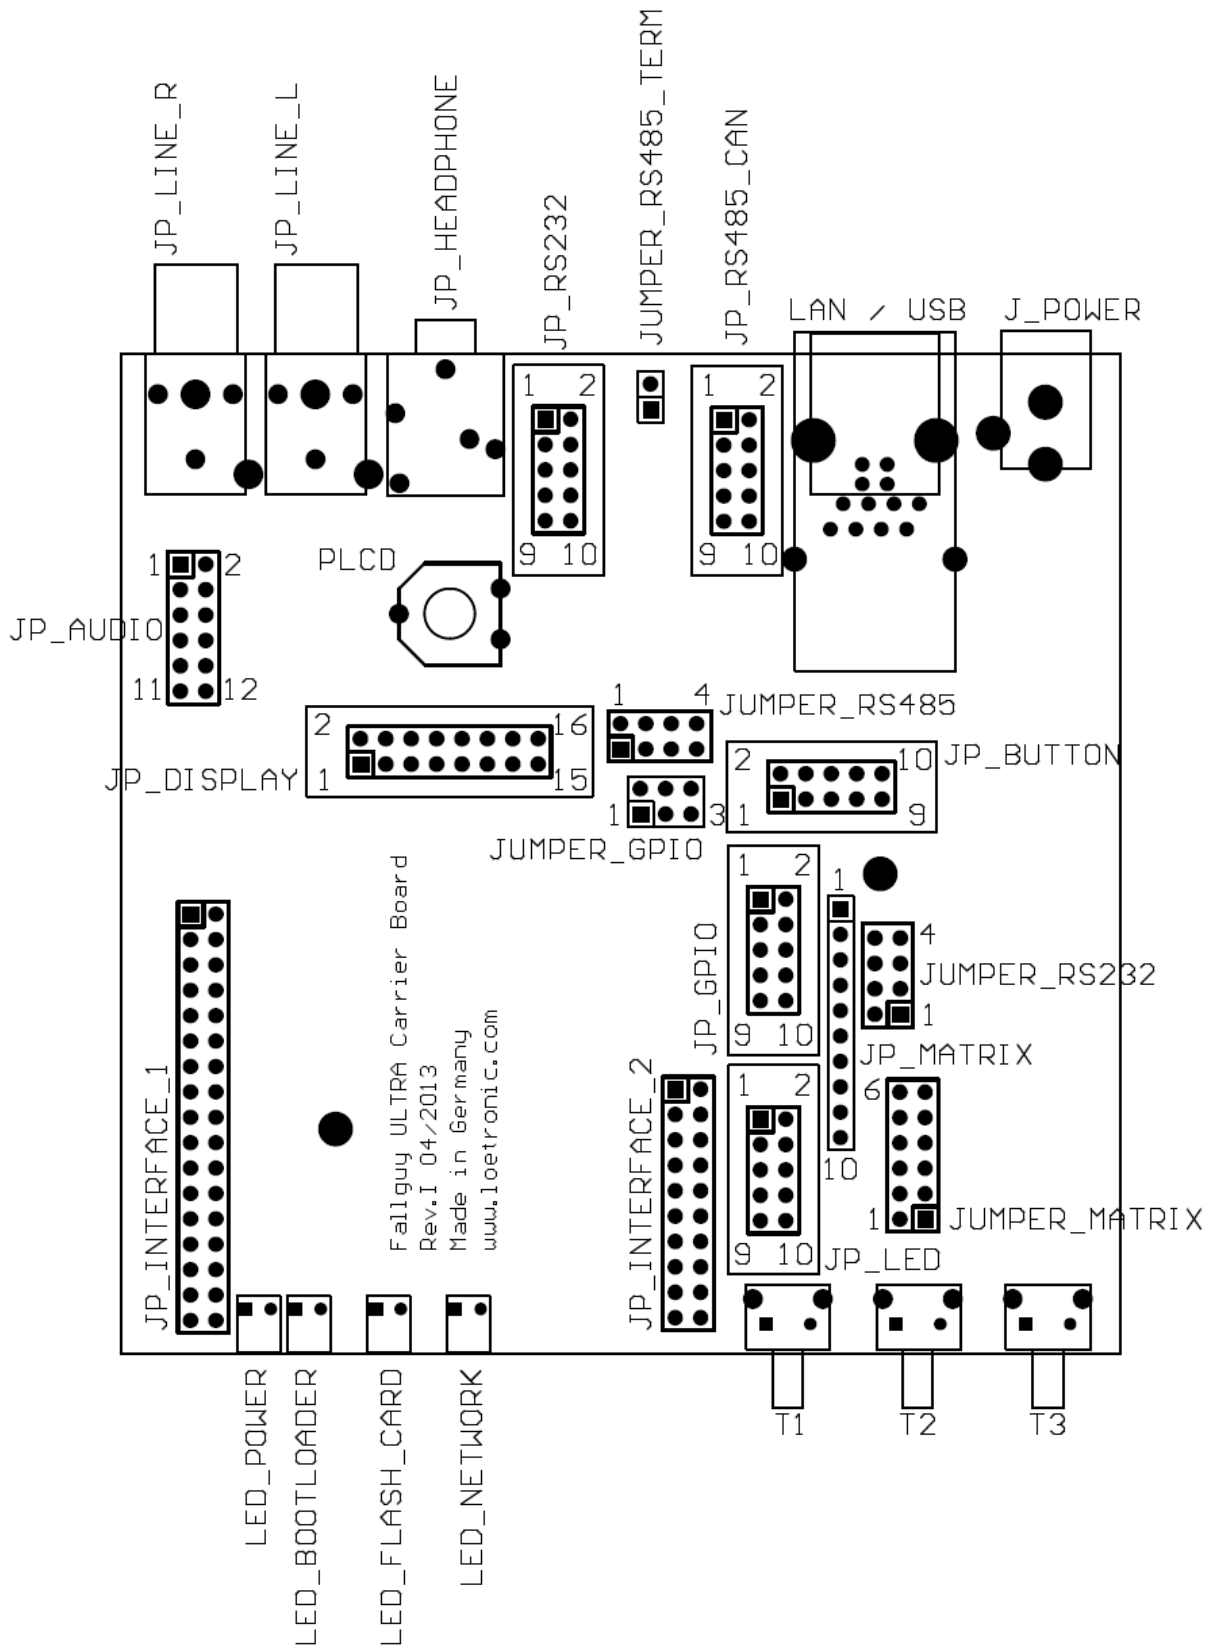 JP_LINE_R
JP_LINE_L
JP_HEADPHONE
JP_RS232
JUMPER_RS485_TERM
JP_RS485_CAN
LAN / USB
J_POWER
1 2
9 10
1 2
9 10
PLCD
1 2
JP_AUDIO
11 12
1 4
JUMPER_RS485
2 16
JP_DISPLAY
1 15
2 10
JP_BUTTON
1 9
1 3
JUMPER_GPIO
1 2
JP_GPIO
9 10
1
JP_MATRIX
10
4
JUMPER_RS232
1
6
1
JUMPER_MATRIX
1 2
9 10
JP_LED
JP_INTERFACE_1
Fallguy ULTRA Carrier Board
Rev.I 04/2013
Made in Germany
www.loetronic.com
JP_INTERFACE_2
LED_POWER
LED_BOOTLOADER
LED_FLASH_CARD
LED_NETWORK
T1
T2
T3